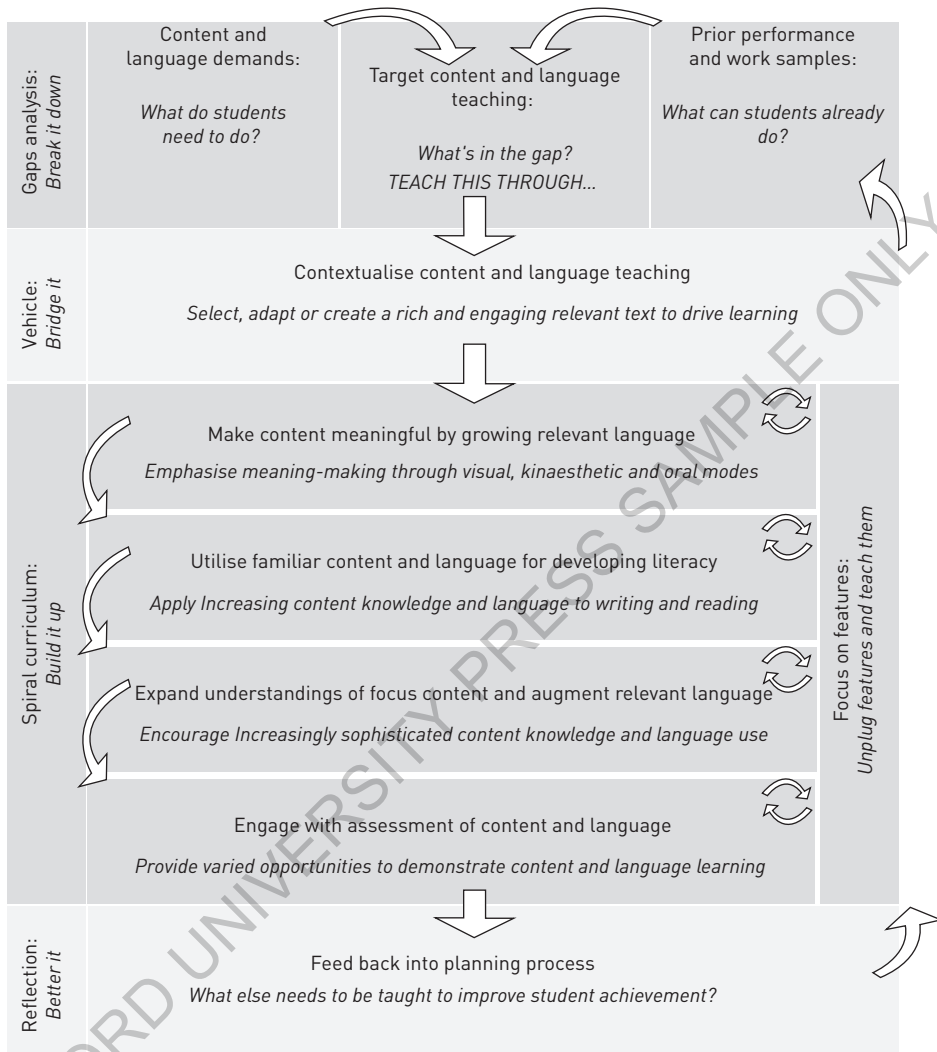 Gaps analysis:
Break it down
Content and
language demands:
What do students
need to do?
Target content and language
teaching:
What's in the gap?
TEACH THIS THROUGH...
Prior performance
and work samples:
What can students already
do?
Vehicle:
Bridge it
Contextualise content and language teaching
Select, adapt or create a rich and engaging relevant text to drive learning
Spiral curriculum:
Build it up
Make content meaningful by growing relevant language
Emphasise meaning-making through visual, kinaesthetic and oral modes
Utilise familiar content and language for developing literacy
Apply Increasing content knowledge and language to writing and reading
Expand understandings of focus content and augment relevant language
Encourage Increasingly sophisticated content knowledge and language use
Engage with assessment of content and language
Provide varied opportunities to demonstrate content and language learning
Focus on features:
Unplug features and teach them
Reflection:
Better it
Feed back into planning process
What else needs to be taught to improve student achievement?
ORD UNIVERSITY PRESS SAMPLE ONLY